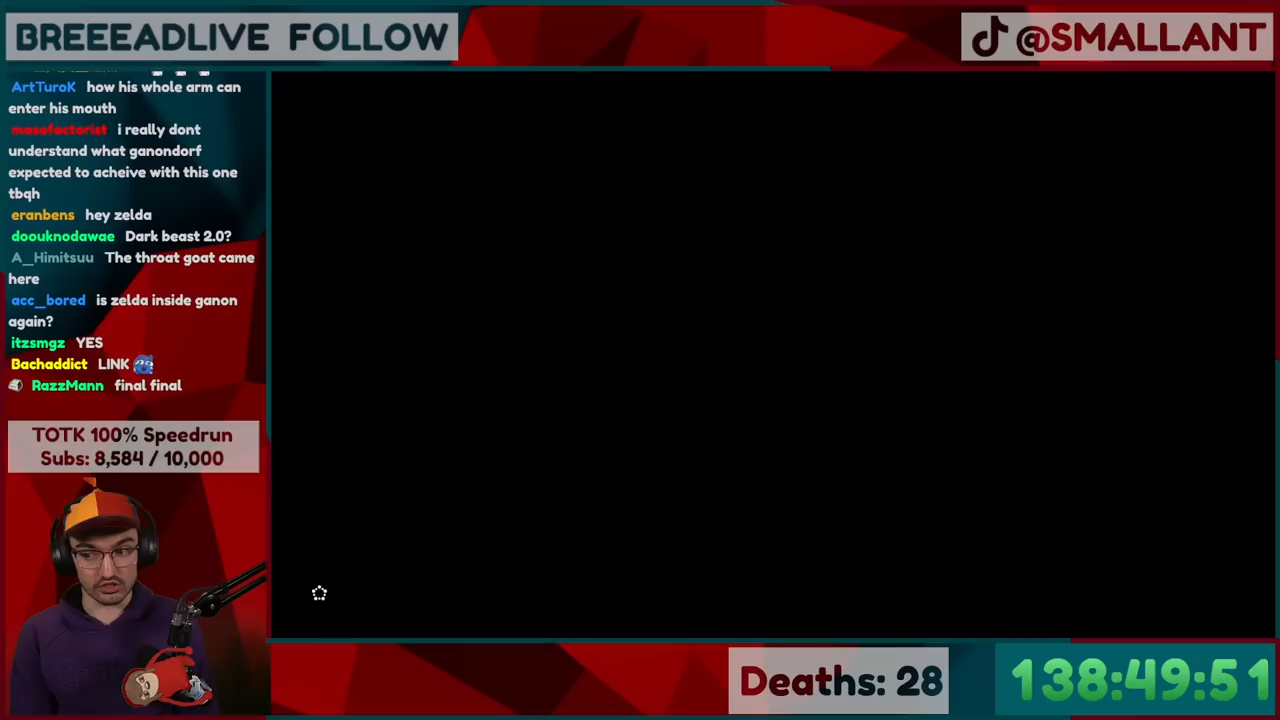 BREEEADLIVE FOLLOW
@SMALLANT
ArtTuroK how his whole arm can
enter his mouth
masofactorist i really dont
understand what ganondorf
expected to acheive with this one
tbqh
eranbens hey zelda
doouknodawae Dark beast 2.0?
A_Himitsuu The throat goat came
here
acc_bored is zelda inside ganon
again?
itzsmgz YES
Bachaddict LINK
RazzMann final final
TOTK 100% Speedrun
Subs: 8,584 / 10,000
Deaths: 28
138:49:51